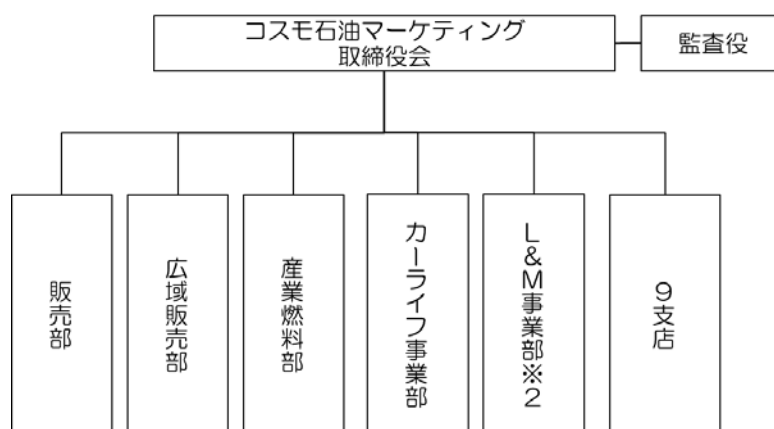 コスモ石油マーケティング
取締役会
監査役
販売部
広域販売部
産業燃料部
カーライフ事業部
L&M事業部※2
9支店